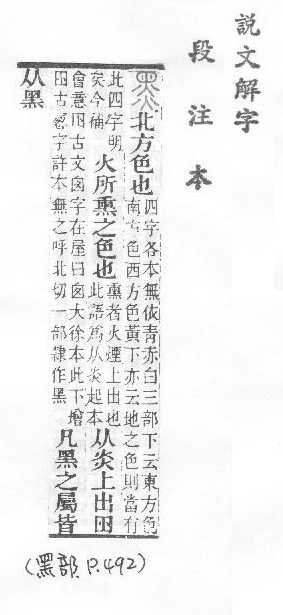 說文解字
段注本
北方色也四字各本無依青赤白三部下云東方色
南方色西方色黃下亦云地之色則當有
此四字明
矣今補火所熏之色也熏者火煙上出也
此語爲从炎起本从炎上出囧
會意囧古文囱字在屋曰囱大徐本此下增
囧古窗字許本無之呼北切一部隸作黑凡黑之屬皆
从黑
(黑部 P.492)